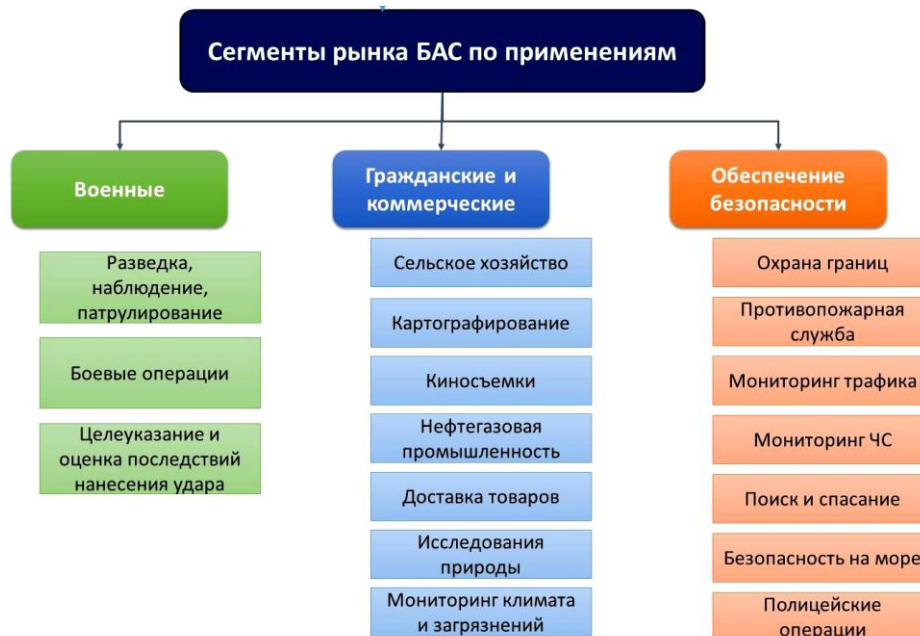 Сегменты рынка БАС по применениям
Военные
Разведка,
наблюдение,
патрулирование
Боевые операции
Целеуказание и
оценка последствий
нанесения удара
Гражданские и
коммерческие
Сельское хозяйство
Картографирование
Киносъемки
Нефтегазовая
промышленность
Доставка товаров
Исследования
природы
Мониторинг климата
и загрязнений
Обеспечение
безопасности
Охрана границ
Противопожарная
служба
Мониторинг трафика
Мониторинг ЧС
Поиск и спасание
Безопасность на море
Полицейские
операции